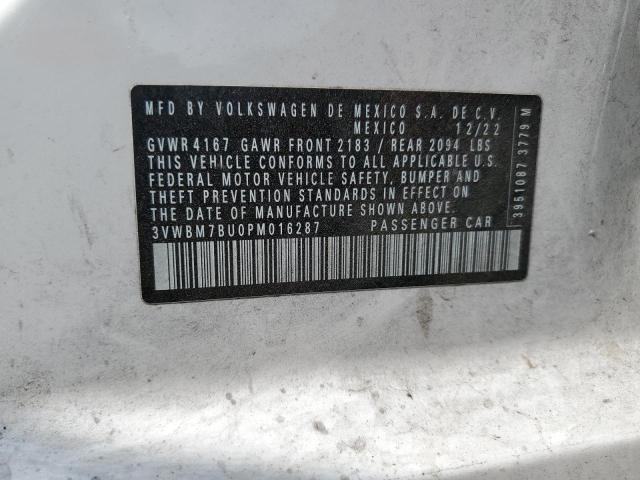 MFD BY VOLKSWAGEN DE MEXICO S.A. DE C.V.
MEXICO 12/22
GVWR 4167 GAWR FRONT 2183 / REAR 2094 LBS
THIS VEHICLE CONFORMS TO ALL APPLICABLE U.S.
FEDERAL MOTOR VEHICLE SAFETY, BUMPER AND
THEFT PREVENTION STANDARDS IN EFFECT ON
THE DATE OF MANUFACTURE SHOWN ABOVE.
3VWBM7BU0PM016287 PASSENGER CAR
3951087 3779 M